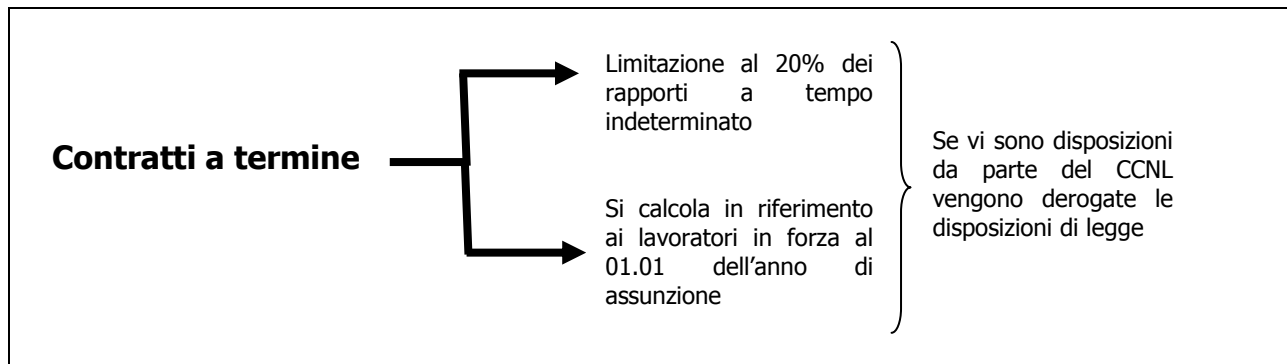 Contratti a termine
Limitazione al 20% dei
rapporti a tempo
indeterminato
Si calcola in riferimento
ai lavoratori in forza al
01.01 dell’anno di
assunzione
Se vi sono disposizioni
da parte del CCNL
vengono derogate le
disposizioni di legge